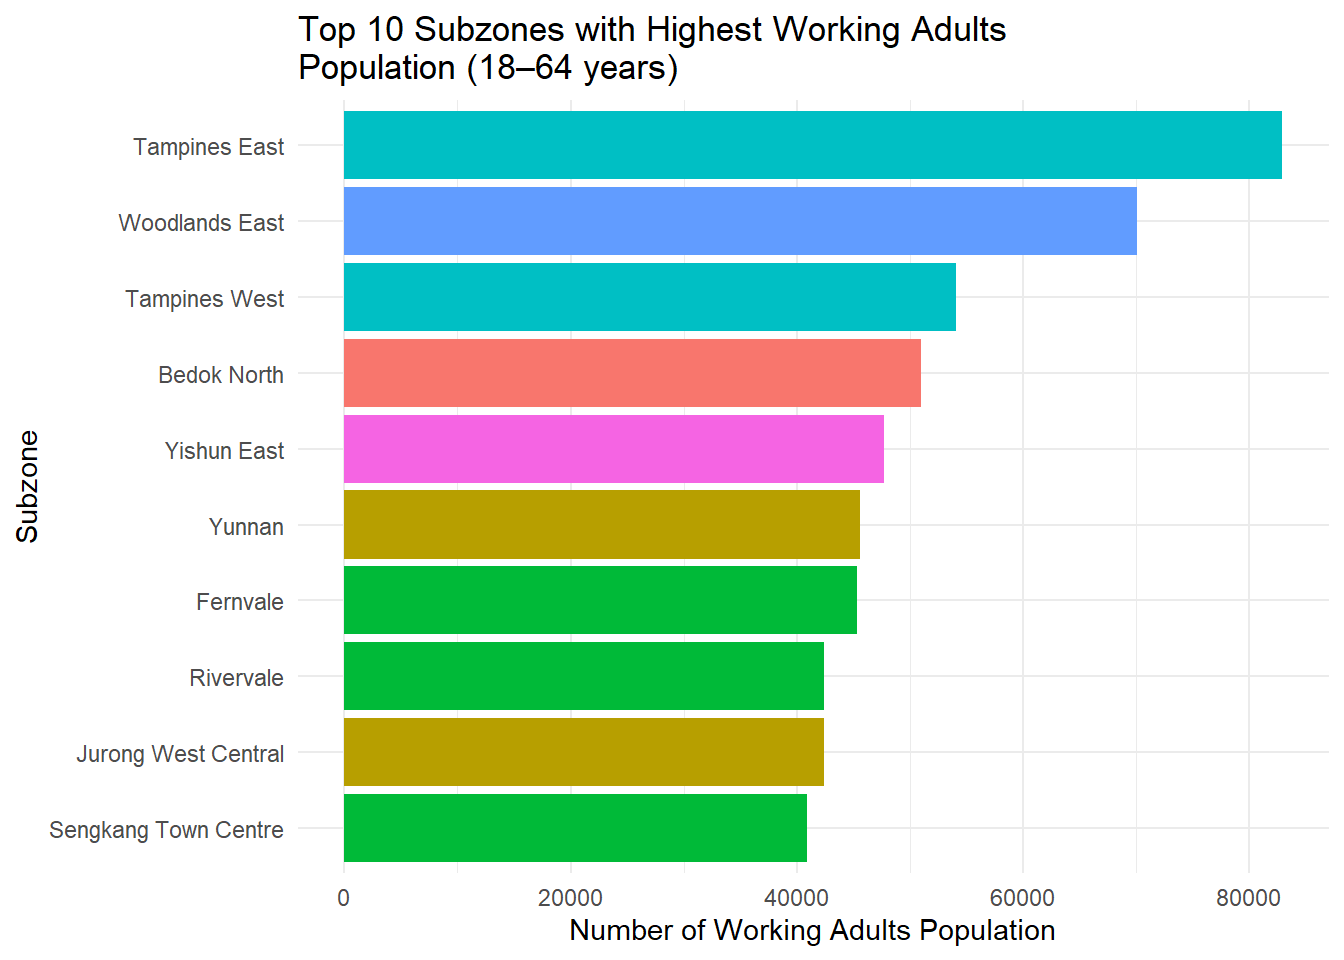 Top 10 Subzones with Highest Working Adults
Population (18–64 years)
Subzone
Tampines East
Woodlands East
Tampines West
Bedok North
Yishun East
Yunnan
Fernvale
Rivervale
Jurong West Central
Sengkang Town Centre
0 20000 40000 60000 80000
Number of Working Adults Population